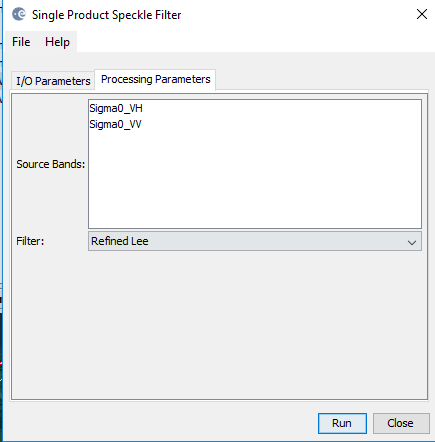 Single Product Speckle Filter
File Help
I/O Parameters Processing Parameters
Sigma0_VH
Sigma0_VV
Source Bands:
Filter: Refined Lee
Run Close